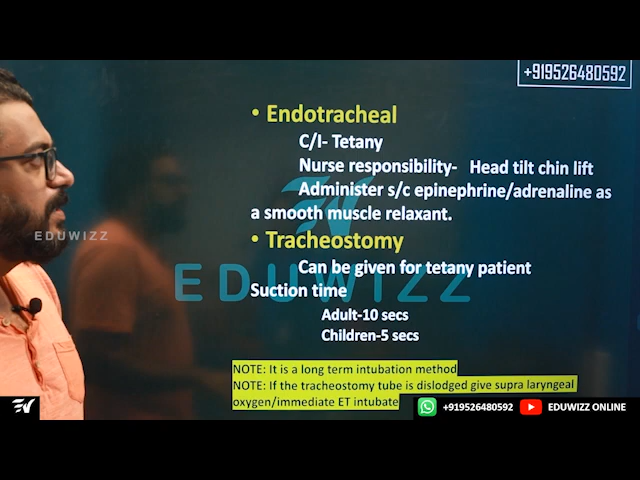 +919526480592
• Endotracheal
C/I- Tetany
Nurse responsibility- Head tilt chin lift
Administer s/c epinephrine/adrenaline as
a smooth muscle relaxant.
• Tracheostomy
Can be given for tetany patient
Suction time
Adult-10 secs
Children-5 secs
NOTE: It is a long term intubation method
NOTE: If the tracheostomy tube is dislodged give supra laryngeal
oxygen/immediate ET intubate
EDUWIZZ
EDUWIZZ
+919526480592 EDUWIZZ ONLINE